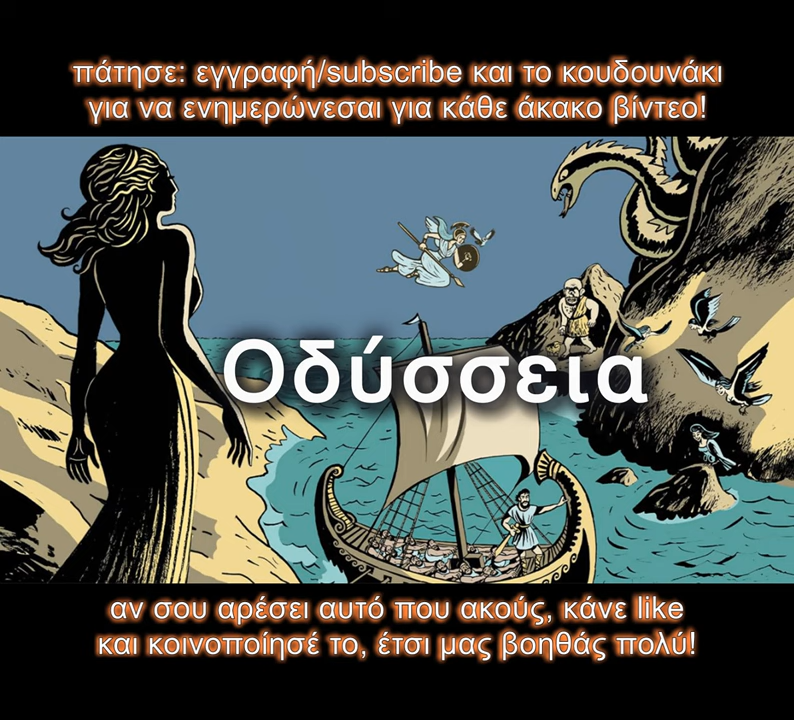 πάτησε: εγγραφή/subscribe και το κουδουνάκι
για να ενημερώνεσαι για κάθε άκακο βίντεο!
Οδύσσεια
αν σου αρέσει αυτό που ακούς, κάνε like
και κοινοποίησέ το, έτσι μας βοηθάς πολύ!